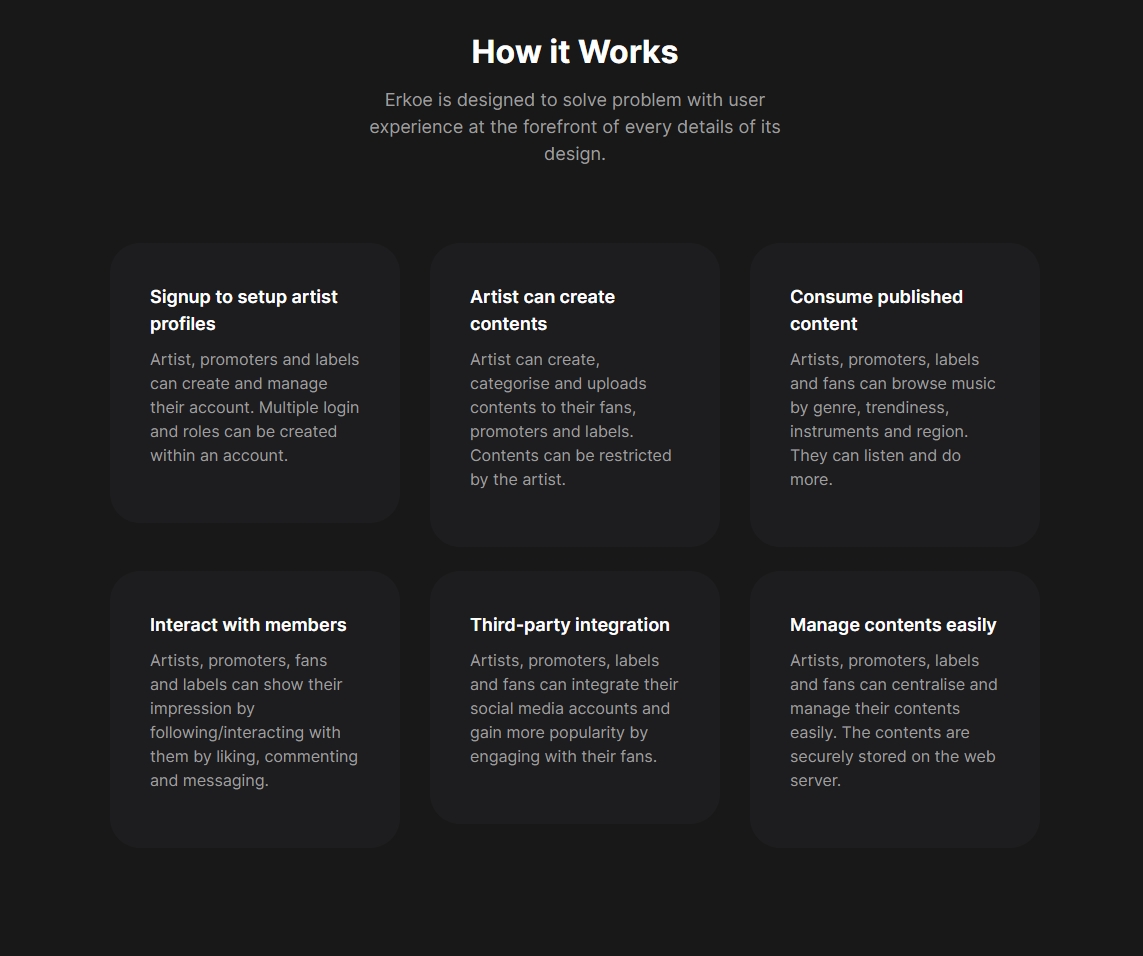 How it Works
Erkoe is designed to solve problem with user
experience at the forefront of every details of its
design.
Signup to setup artist
profiles
Artist, promoters and labels
can create and manage
their account. Multiple login
and roles can be created
within an account.
Artist can create
contents
Artist can create,
categorise and uploads
contents to their fans,
promoters and labels.
Contents can be restricted
by the artist.
Consume published
content
Artists, promoters, labels
and fans can browse music
by genre, trendiness,
instruments and region.
They can listen and do
more.
Interact with members
Artists, promoters, fans
and labels can show their
impression by
following/interacting with
them by liking, commenting
and messaging.
Third-party integration
Artists, promoters, labels
and fans can integrate their
social media accounts and
gain more popularity by
engaging with their fans.
Manage contents easily
Artists, promoters, labels
and fans can centralise and
manage their contents
easily. The contents are
securely stored on the web
server.